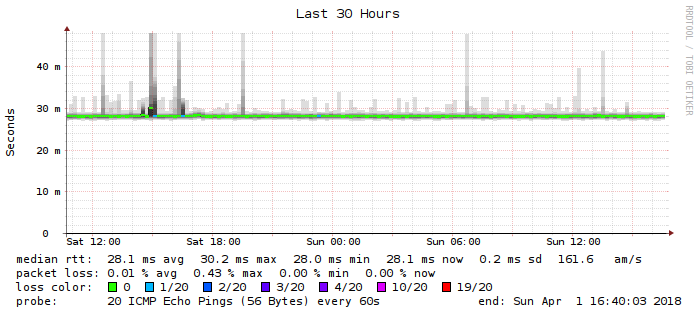 Last 30 Hours
RRDTOOL / TOBI OETIKER
Seconds
40 m
30 m
20 m
10 m
0
Sat 12:00 Sat 18:00 Sun 00:00 Sun 06:00 Sun 12:00
median rtt: 28.1 ms avg 30.2 ms max 28.0 ms min 28.1 ms now 0.2 ms sd 161.6 am/s
packet loss: 0.01 % avg 0.43 % max 0.00 % min 0.00 % now
loss color: 0 1/20 2/20 3/20 4/20 10/20 19/20
probe: 20 ICMP Echo Pings (56 Bytes) every 60s end: Sun Apr 1 16:40:03 2018